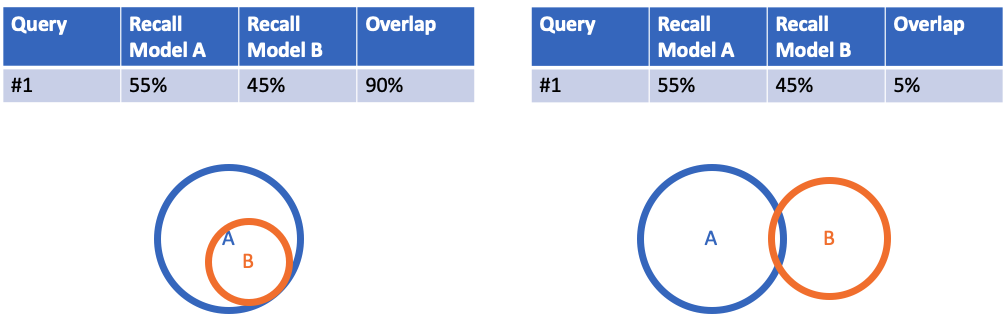 Query Recall Model A Recall Model B Overlap
#1 55% 45% 90%
A
B
Query Recall Model A Recall Model B Overlap
#1 55% 45% 5%
A B